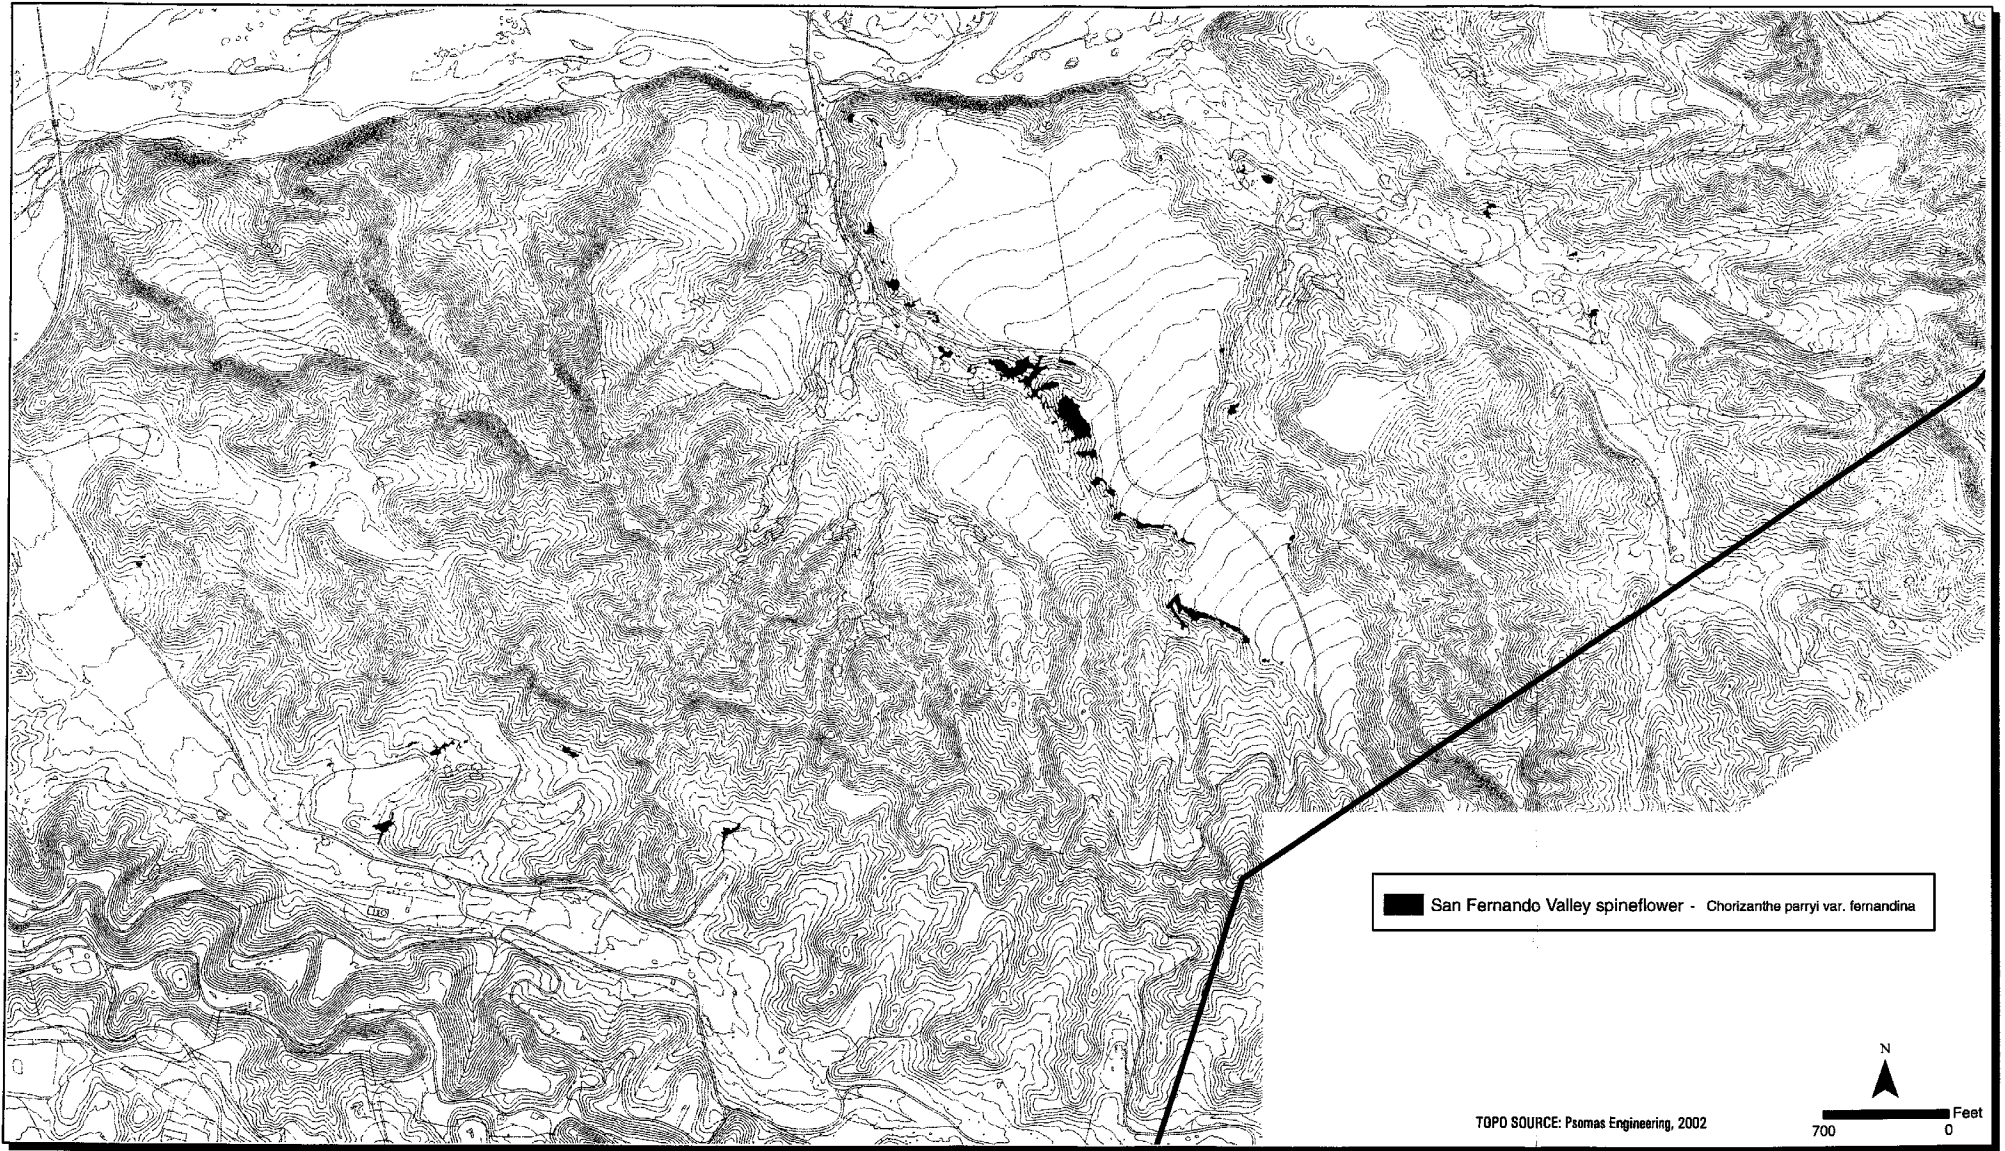 San Fernando Valley spineflower - Chorizanthe parryi var. fernandina
N
Feet
700 0
TOPO SOURCE: Psomas Engineering, 2002